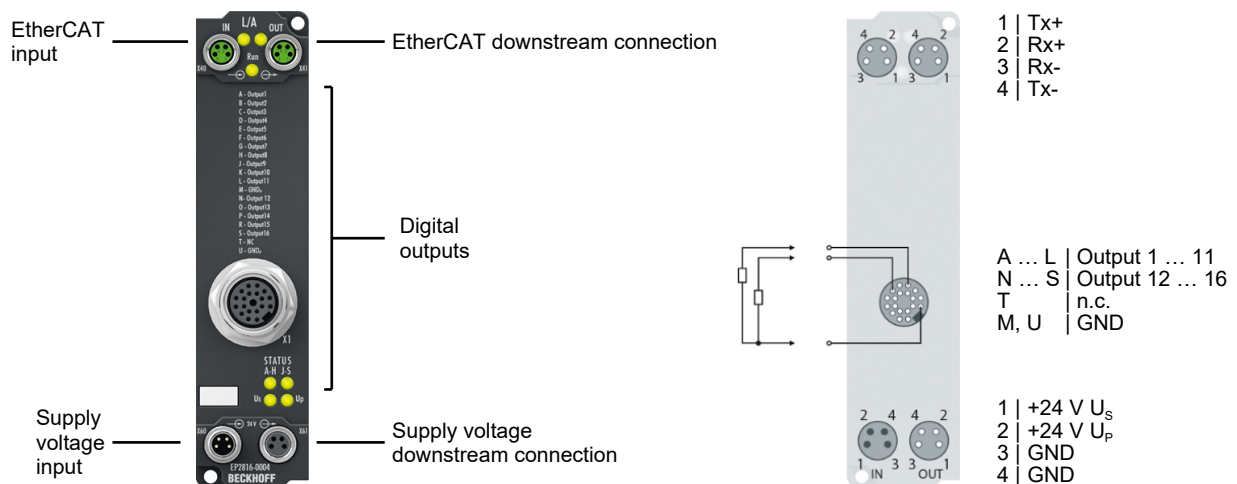 EtherCAT
input
IN
L/A
OUT
Run
X40
X41
EtherCAT downstream connection
A - Output1
B - Output2
C - Output3
D - Output4
E - Output5
F - Output6
G - Output7
H - Output8
J - Output9
K - Output10
L - Output11
M - GNDP
N- Output 12
O - Output13
P - Output14
R - Output15
S - Output16
T - NC
U - GNDP
Digital
outputs
X1
STATUS
A-H J-S
Us
Up
Supply
voltage
input
X60
24 V
X61
Supply voltage
downstream connection
EP2816-0004
BECKHOFF
4 2 4 2
3 1 3 1
1 | Tx+
2 | Rx+
3 | Rx-
4 | Tx-
A … L | Output 1 … 11
N … S | Output 12 … 16
T | n.c.
M, U | GND
2 4 4 2
1 3 3 1
IN OUT
1 | +24 V US
2 | +24 V UP
3 | GND
4 | GND